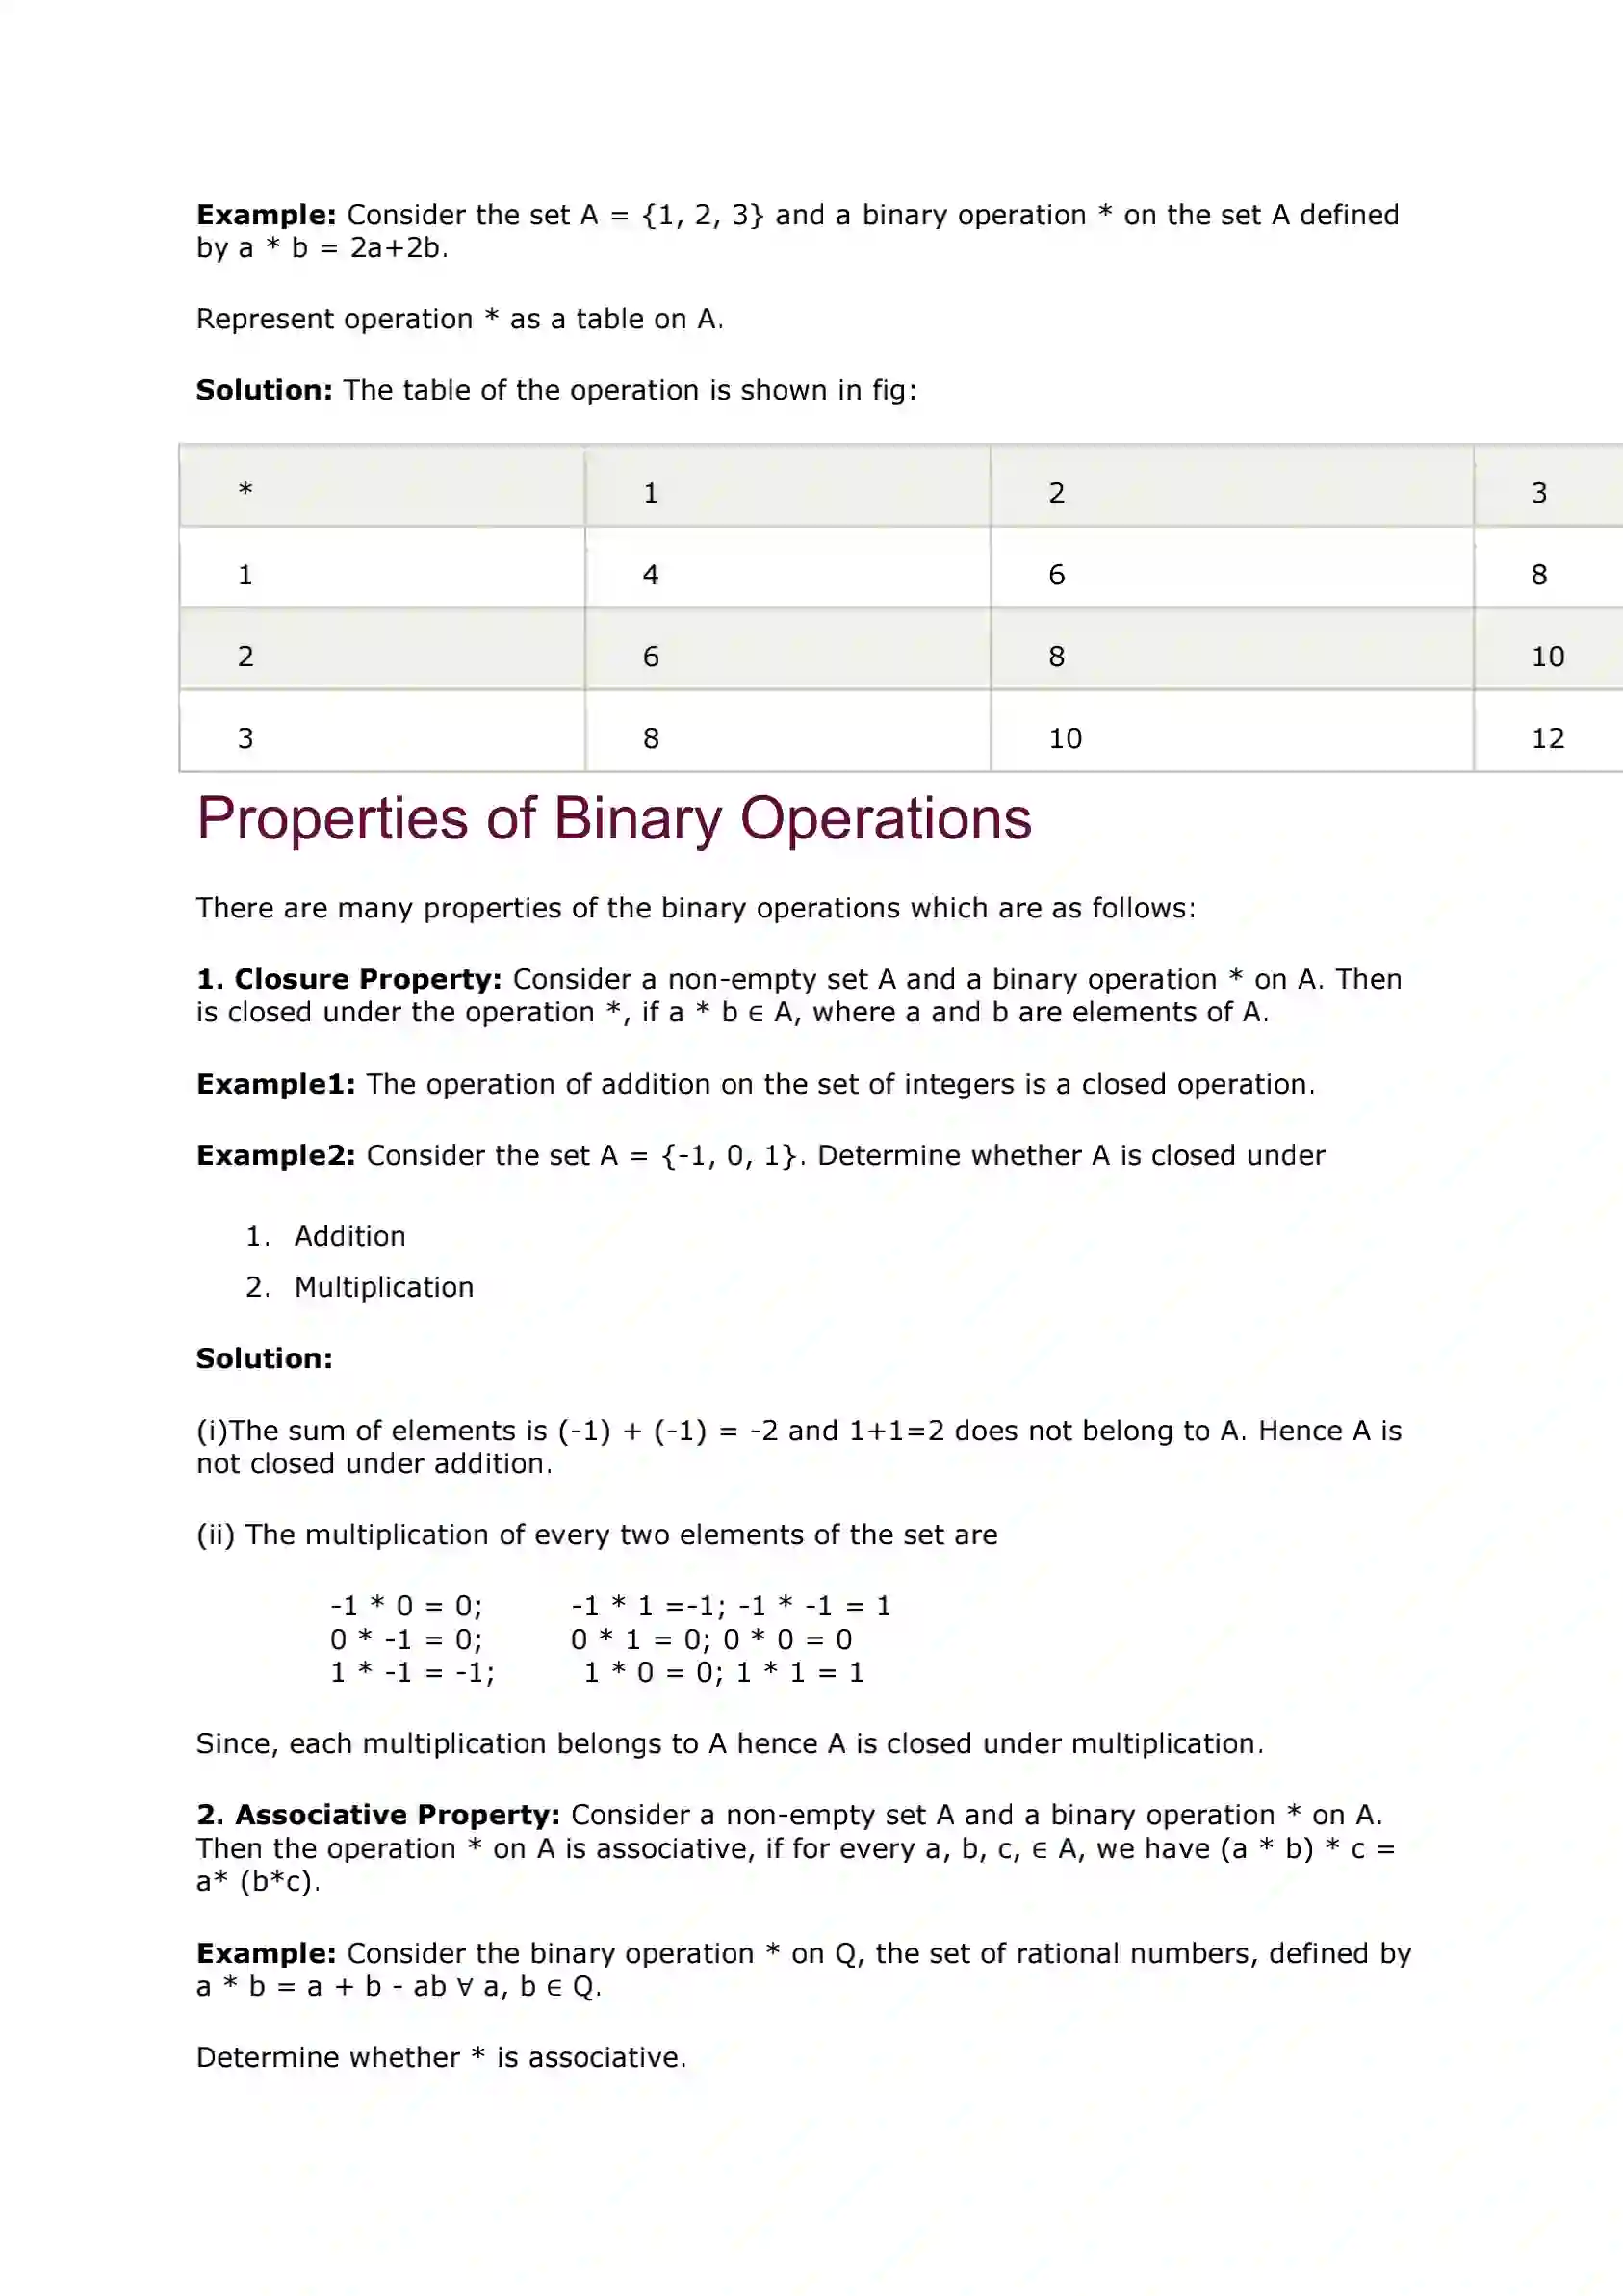 Example: Consider the set A = {1, 2, 3} and a binary operation * on the set A defined
by a * b = 2a+2b.
Represent operation * as a table on A.
Solution: The table of the operation is shown in fig:
* 1 2 3
1 4 6 8
2 6 8 10
3 8 10 12
Properties of Binary Operations
There are many properties of the binary operations which are as follows:
1. Closure Property: Consider a non-empty set A and a binary operation * on A. Then
is closed under the operation *, if a * b ∈ A, where a and b are elements of A.
Example1: The operation of addition on the set of integers is a closed operation.
Example2: Consider the set A = {-1, 0, 1}. Determine whether A is closed under
1. Addition
2. Multiplication
Solution:
(i)The sum of elements is (-1) + (-1) = -2 and 1+1=2 does not belong to A. Hence A is
not closed under addition.
(ii) The multiplication of every two elements of the set are
-1 * 0 = 0; -1 * 1 =-1; -1 * -1 = 1
0 * -1 = 0; 0 * 1 = 0; 0 * 0 = 0
1 * -1 = -1; 1 * 0 = 0; 1 * 1 = 1
Since, each multiplication belongs to A hence A is closed under multiplication.
2. Associative Property: Consider a non-empty set A and a binary operation * on A.
Then the operation * on A is associative, if for every a, b, c, ∈ A, we have (a * b) * c =
a* (b*c).
Example: Consider the binary operation * on Q, the set of rational numbers, defined by
a * b = a + b - ab ∀ a, b ∈ Q.
Determine whether * is associative.